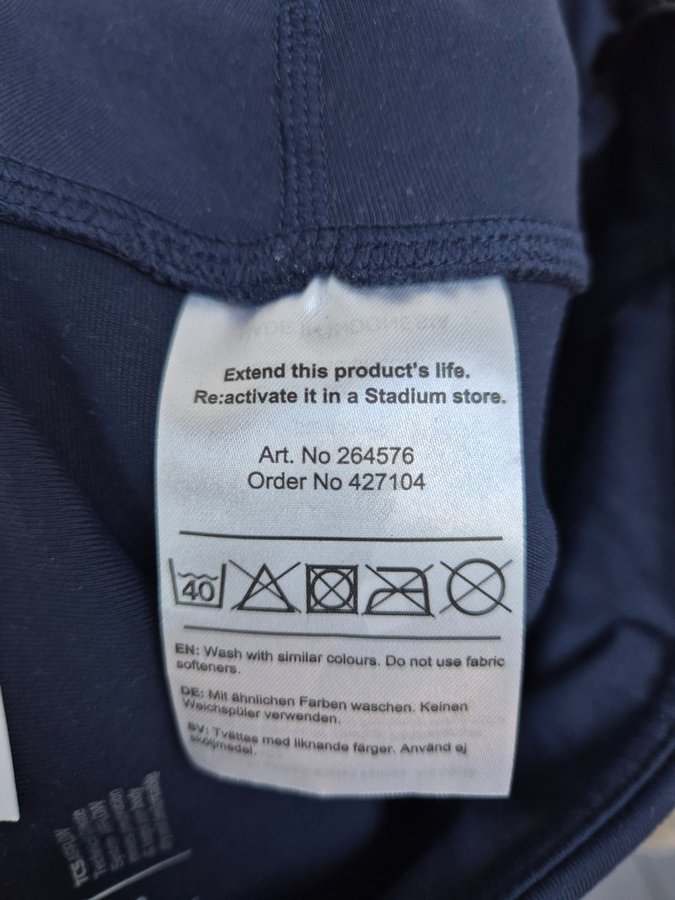 Extend this product's life.
Re:activate it in a Stadium store.
Art. No 264576
Order No 427104
40
EN: Wash with similar colours. Do not use fabric
softeners.
DE: Mit ähnlichen Farben waschen. Keinen
Weichspüler verwenden.
SV: Tvättas med liknande färger. Använd ej
sköljmedel.